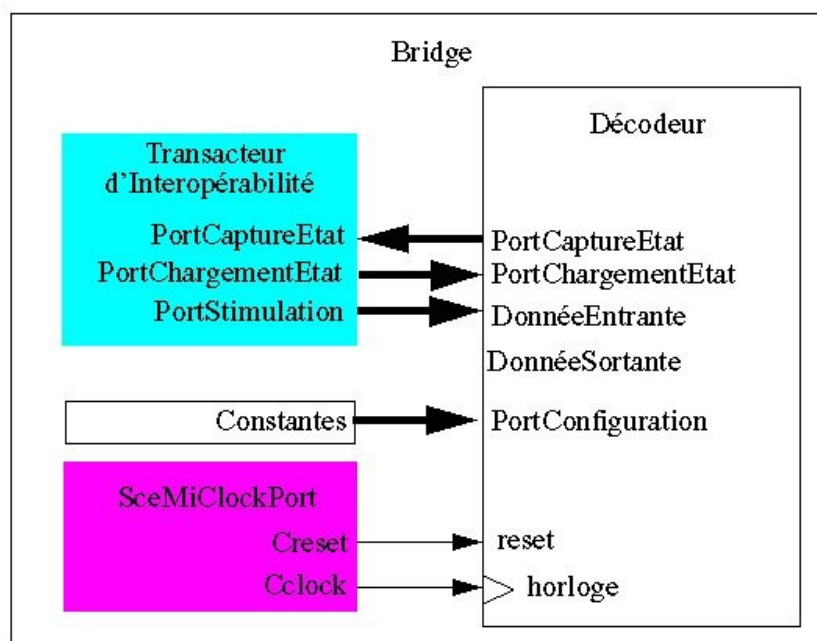 Bridge
Décodeur
Transacteur
d'Interopérabilité
PortCaptureEtat
PortCaptureEtat
PortChargementEtat
PortChargementEtat
PortStimulation
DonnéeEntrante
DonnéeSortante
Constantes
PortConfiguration
SceMiClockPort
Creset
reset
Cclock
horloge